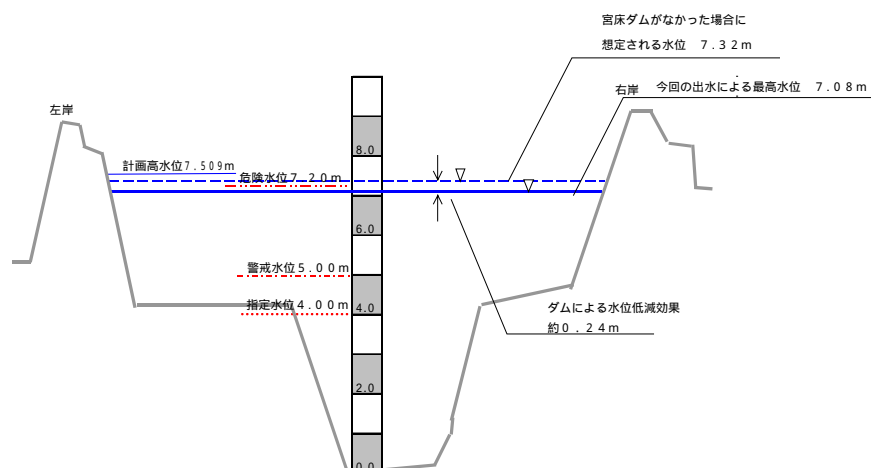 宮床ダムがなかった場合に
想定される水位 7.32m
右岸 今回の出水による最高水位 7.08m
左岸
計画高水位7.509m
危険水位7.20m
警戒水位5.00m
指定水位4.00m
ダムによる水位低減効果
約0.24m
8.0
6.0
4.0
2.0
0.0